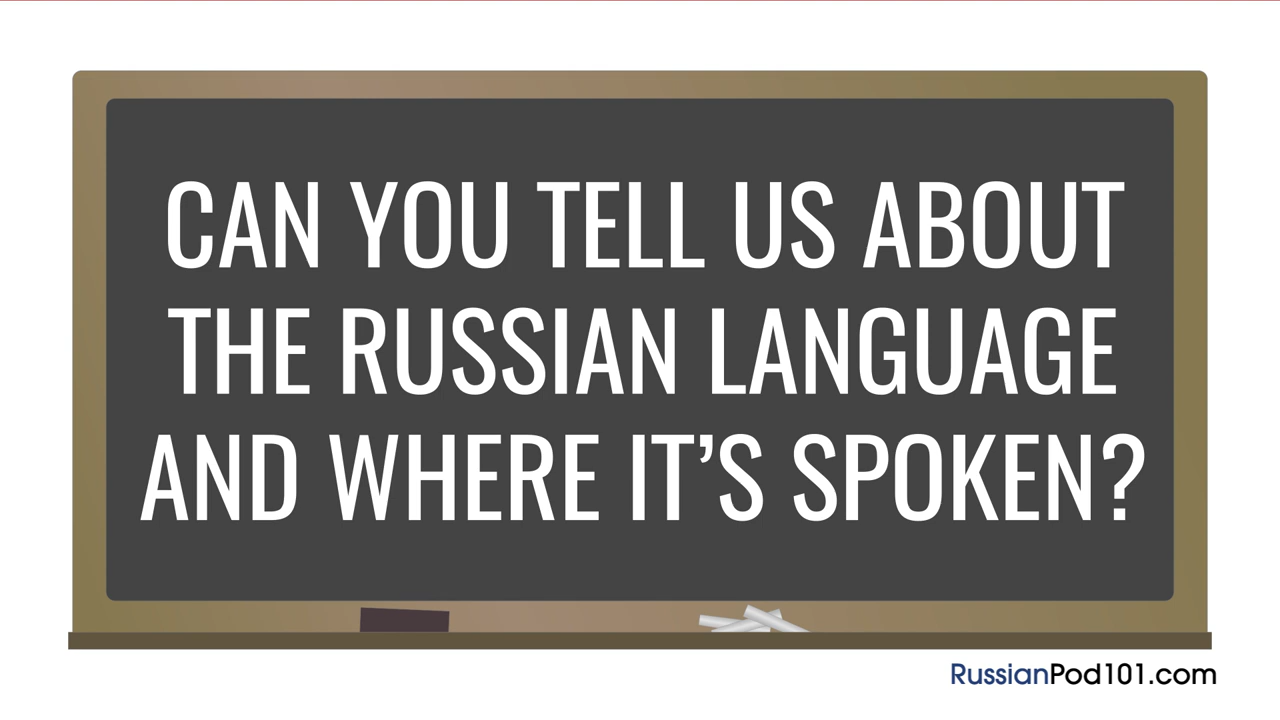 CAN YOU TELL US ABOUT
THE RUSSIAN LANGUAGE
AND WHERE IT’S SPOKEN?
RussianPod101.com